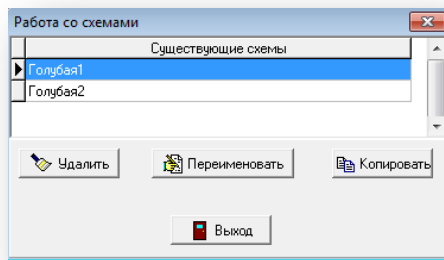 Работа со схемами
Существующие схемы
Голубая1
Голубая2
Удалить
Переименовать
Копировать
Выход